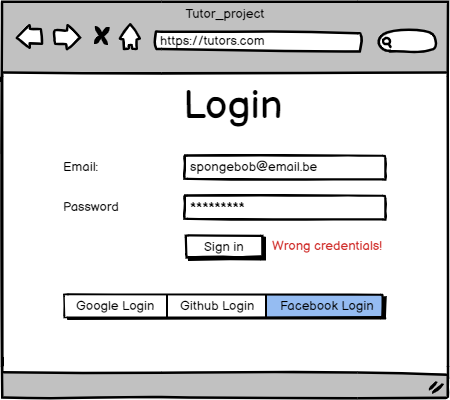 Tutor_project
https://tutors.com
Login
Email: spongebob@email.be
Password *********
Sign in Wrong credentials!
Google Login Github Login Facebook Login